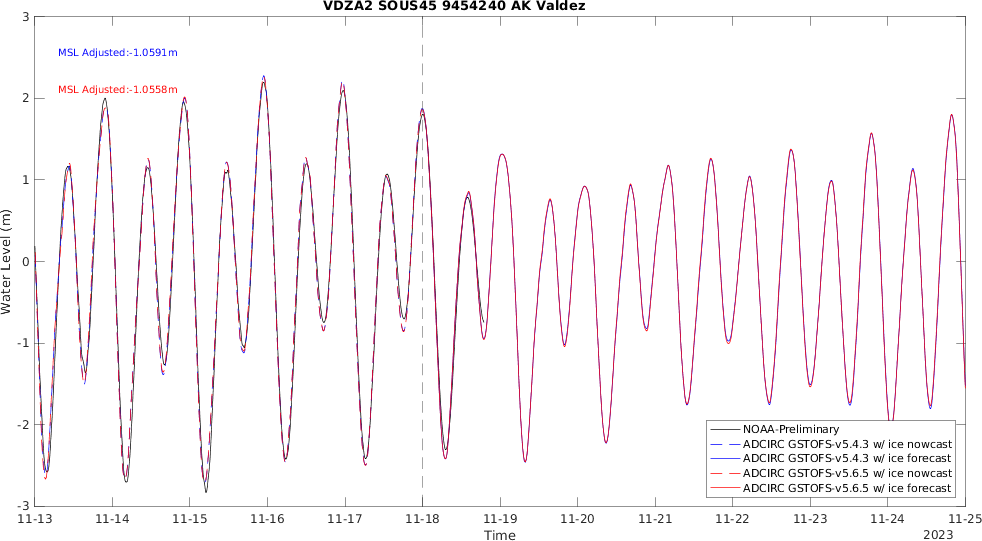 VDZA2 SOUS45 9454240 AK Valdez
MSL Adjusted:-1.0591m
MSL Adjusted:-1.0558m
Water Level (m)
3
2
1
0
-1
-2
-3
NOAA-Preliminary
ADCIRC GSTOFS-v5.4.3 w/ ice nowcast
ADCIRC GSTOFS-v5.4.3 w/ ice forecast
ADCIRC GSTOFS-v5.6.5 w/ ice nowcast
ADCIRC GSTOFS-v5.6.5 w/ ice forecast
11-13 11-14 11-15 11-16 11-17 11-18 11-19 11-20 11-21 11-22 11-23 11-24 11-25
Time
2023